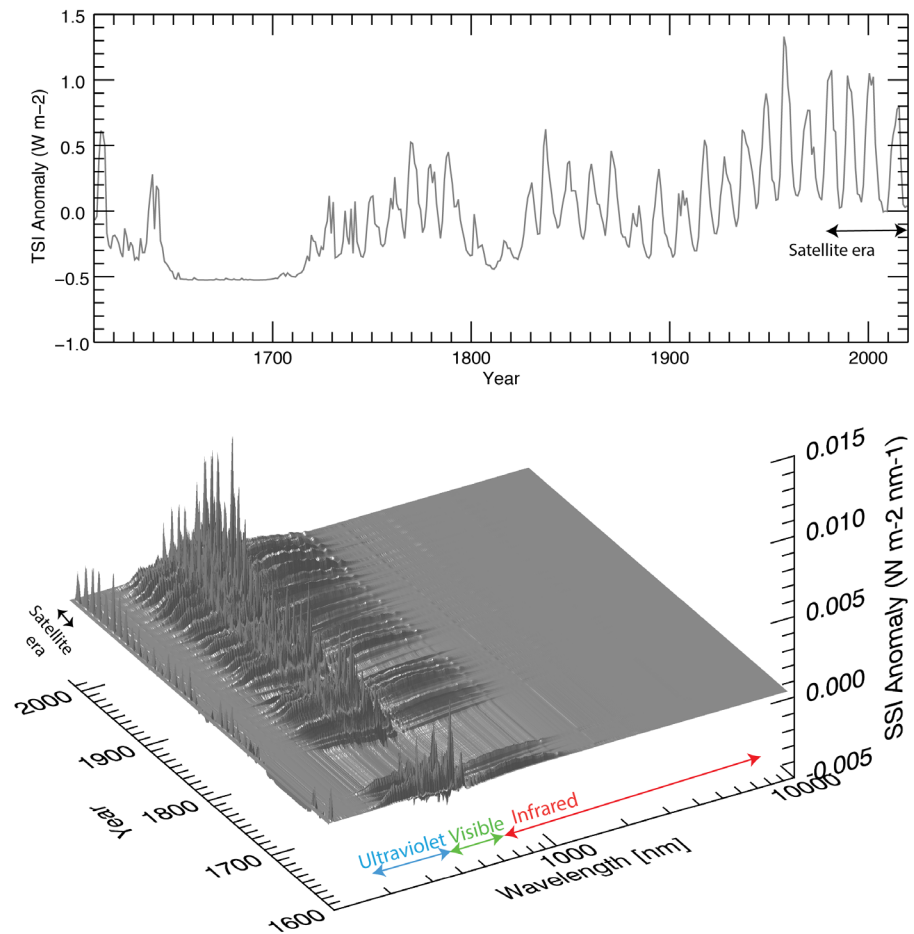 1.5
1.0
0.5
0.0
−0.5
−1.0
TSI Anomaly (W m−2)
Satellite era
1700
1800
1900
2000
Year
0.015
0.010
0.005
0.000
-0.005
SSI Anomaly (W m-2 nm-1)
Satellite
era
2000
1900
1800
1700
1600
Year
Ultraviolet
Visible
Infrared
1000
10000
Wavelength [nm]